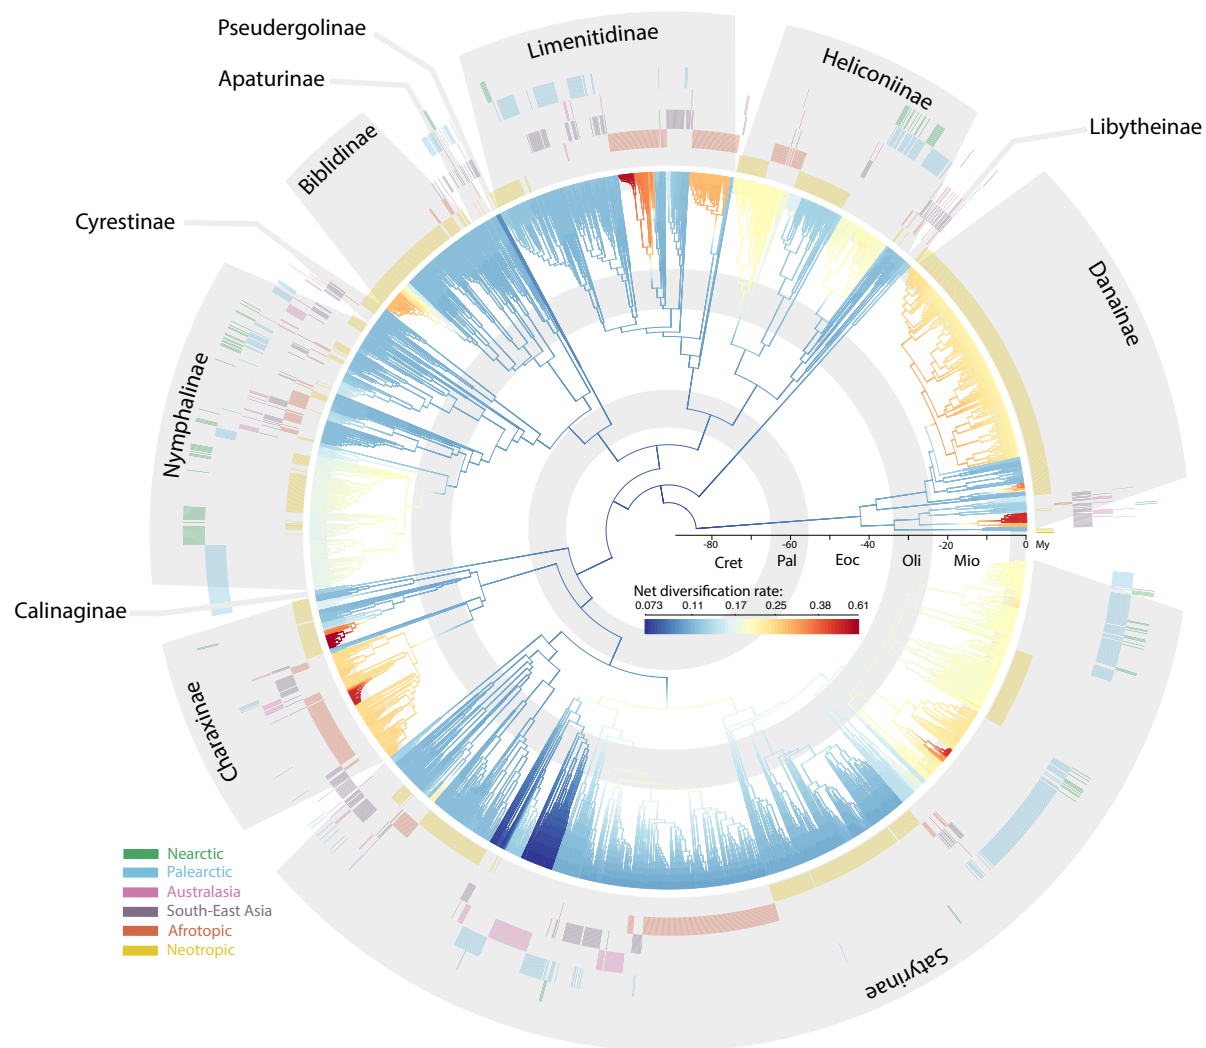 Pseudergolinae
Limenitidinae
Apaturinae
Heliconiinae
Libytheinae
Biblidinae
Cyrestinae
Danainae
Nymphalinae
-80 -60 -40 -20 0 My
Cret Pal Eoc Oli Mio
Net diversification rate:
0.073 0.11 0.17 0.25 0.38 0.61
Calinaginae
Charaxinae
Nearctic
Palearctic
Australasia
South-East Asia
Afrotopic
Neotropic
Satyrinae